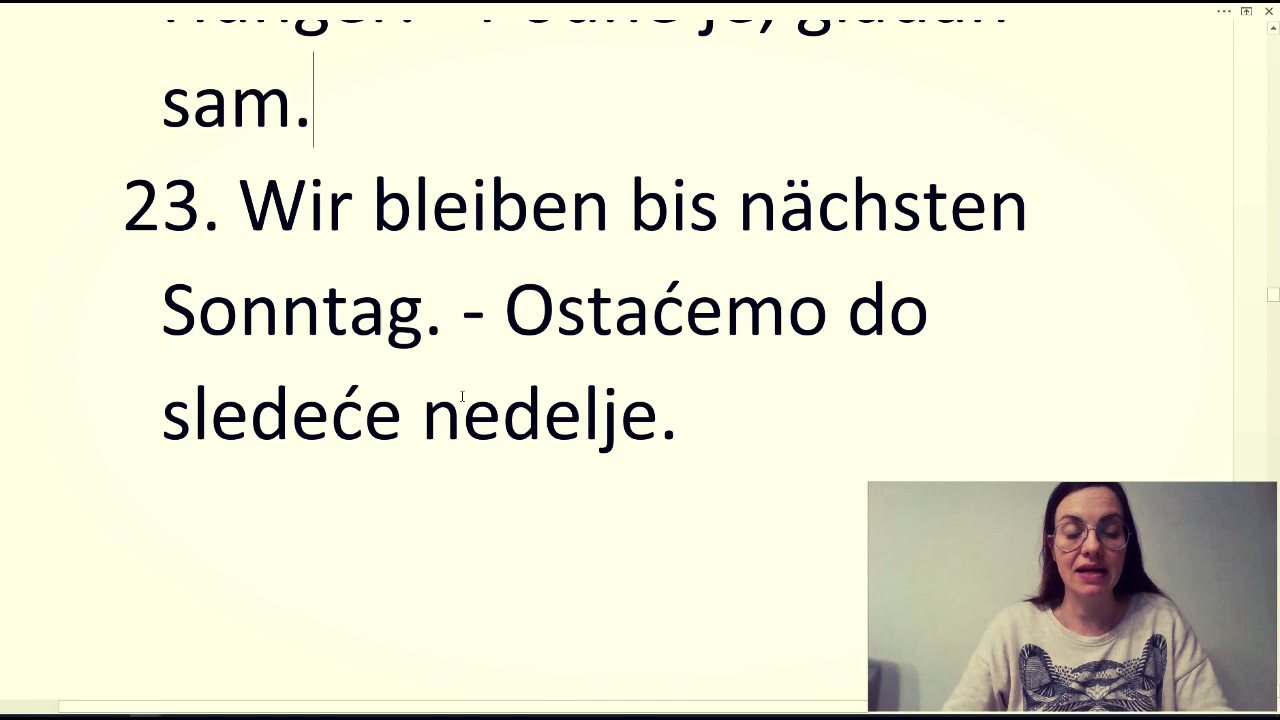 sam.
23. Wir bleiben bis nächsten
Sonntag. - Ostaćemo do
sledeće nedelje.